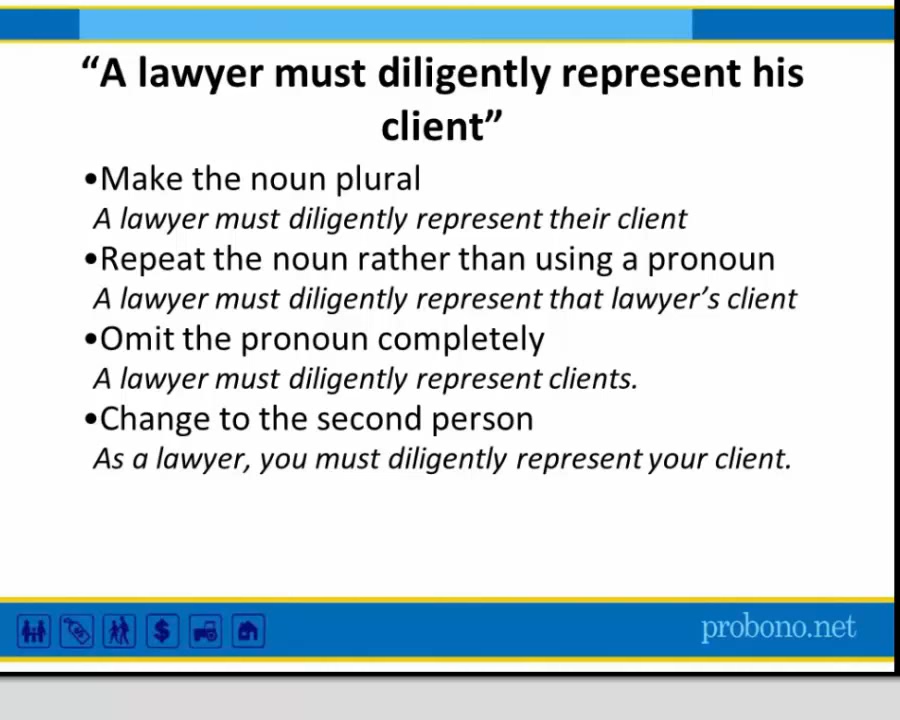 “A lawyer must diligently represent his
client”
•Make the noun plural
A lawyer must diligently represent their client
•Repeat the noun rather than using a pronoun
A lawyer must diligently represent that lawyer’s client
•Omit the pronoun completely
A lawyer must diligently represent clients.
•Change to the second person
As a lawyer, you must diligently represent your client.
$
probono.net